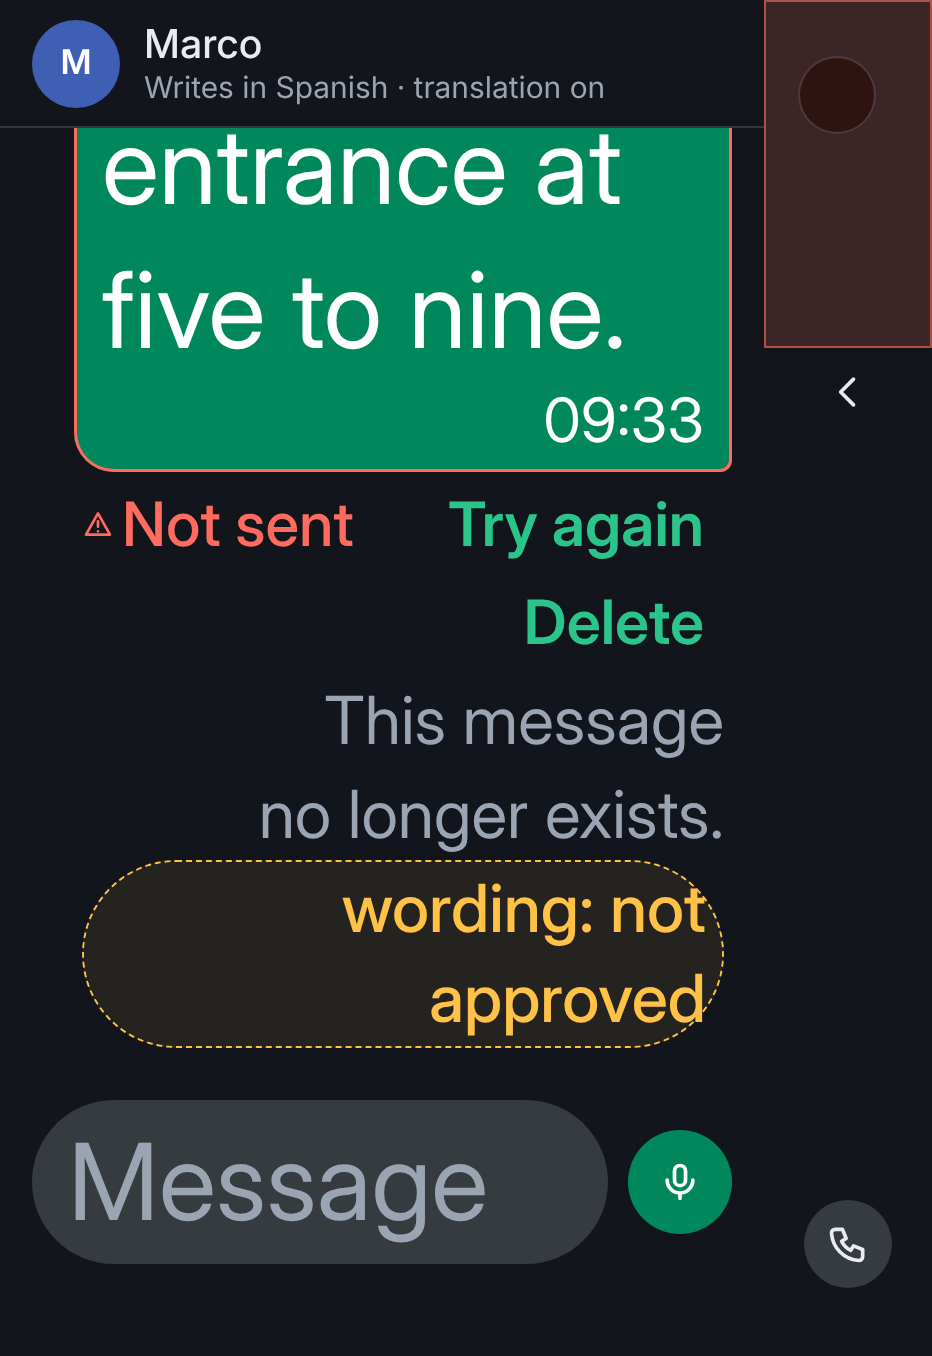 M
Marco
Writes in Spanish · translation on
entrance at
five to nine.
09:33
Not sent
Try again
Delete
This message
no longer exists.
wording: not
approved
Message